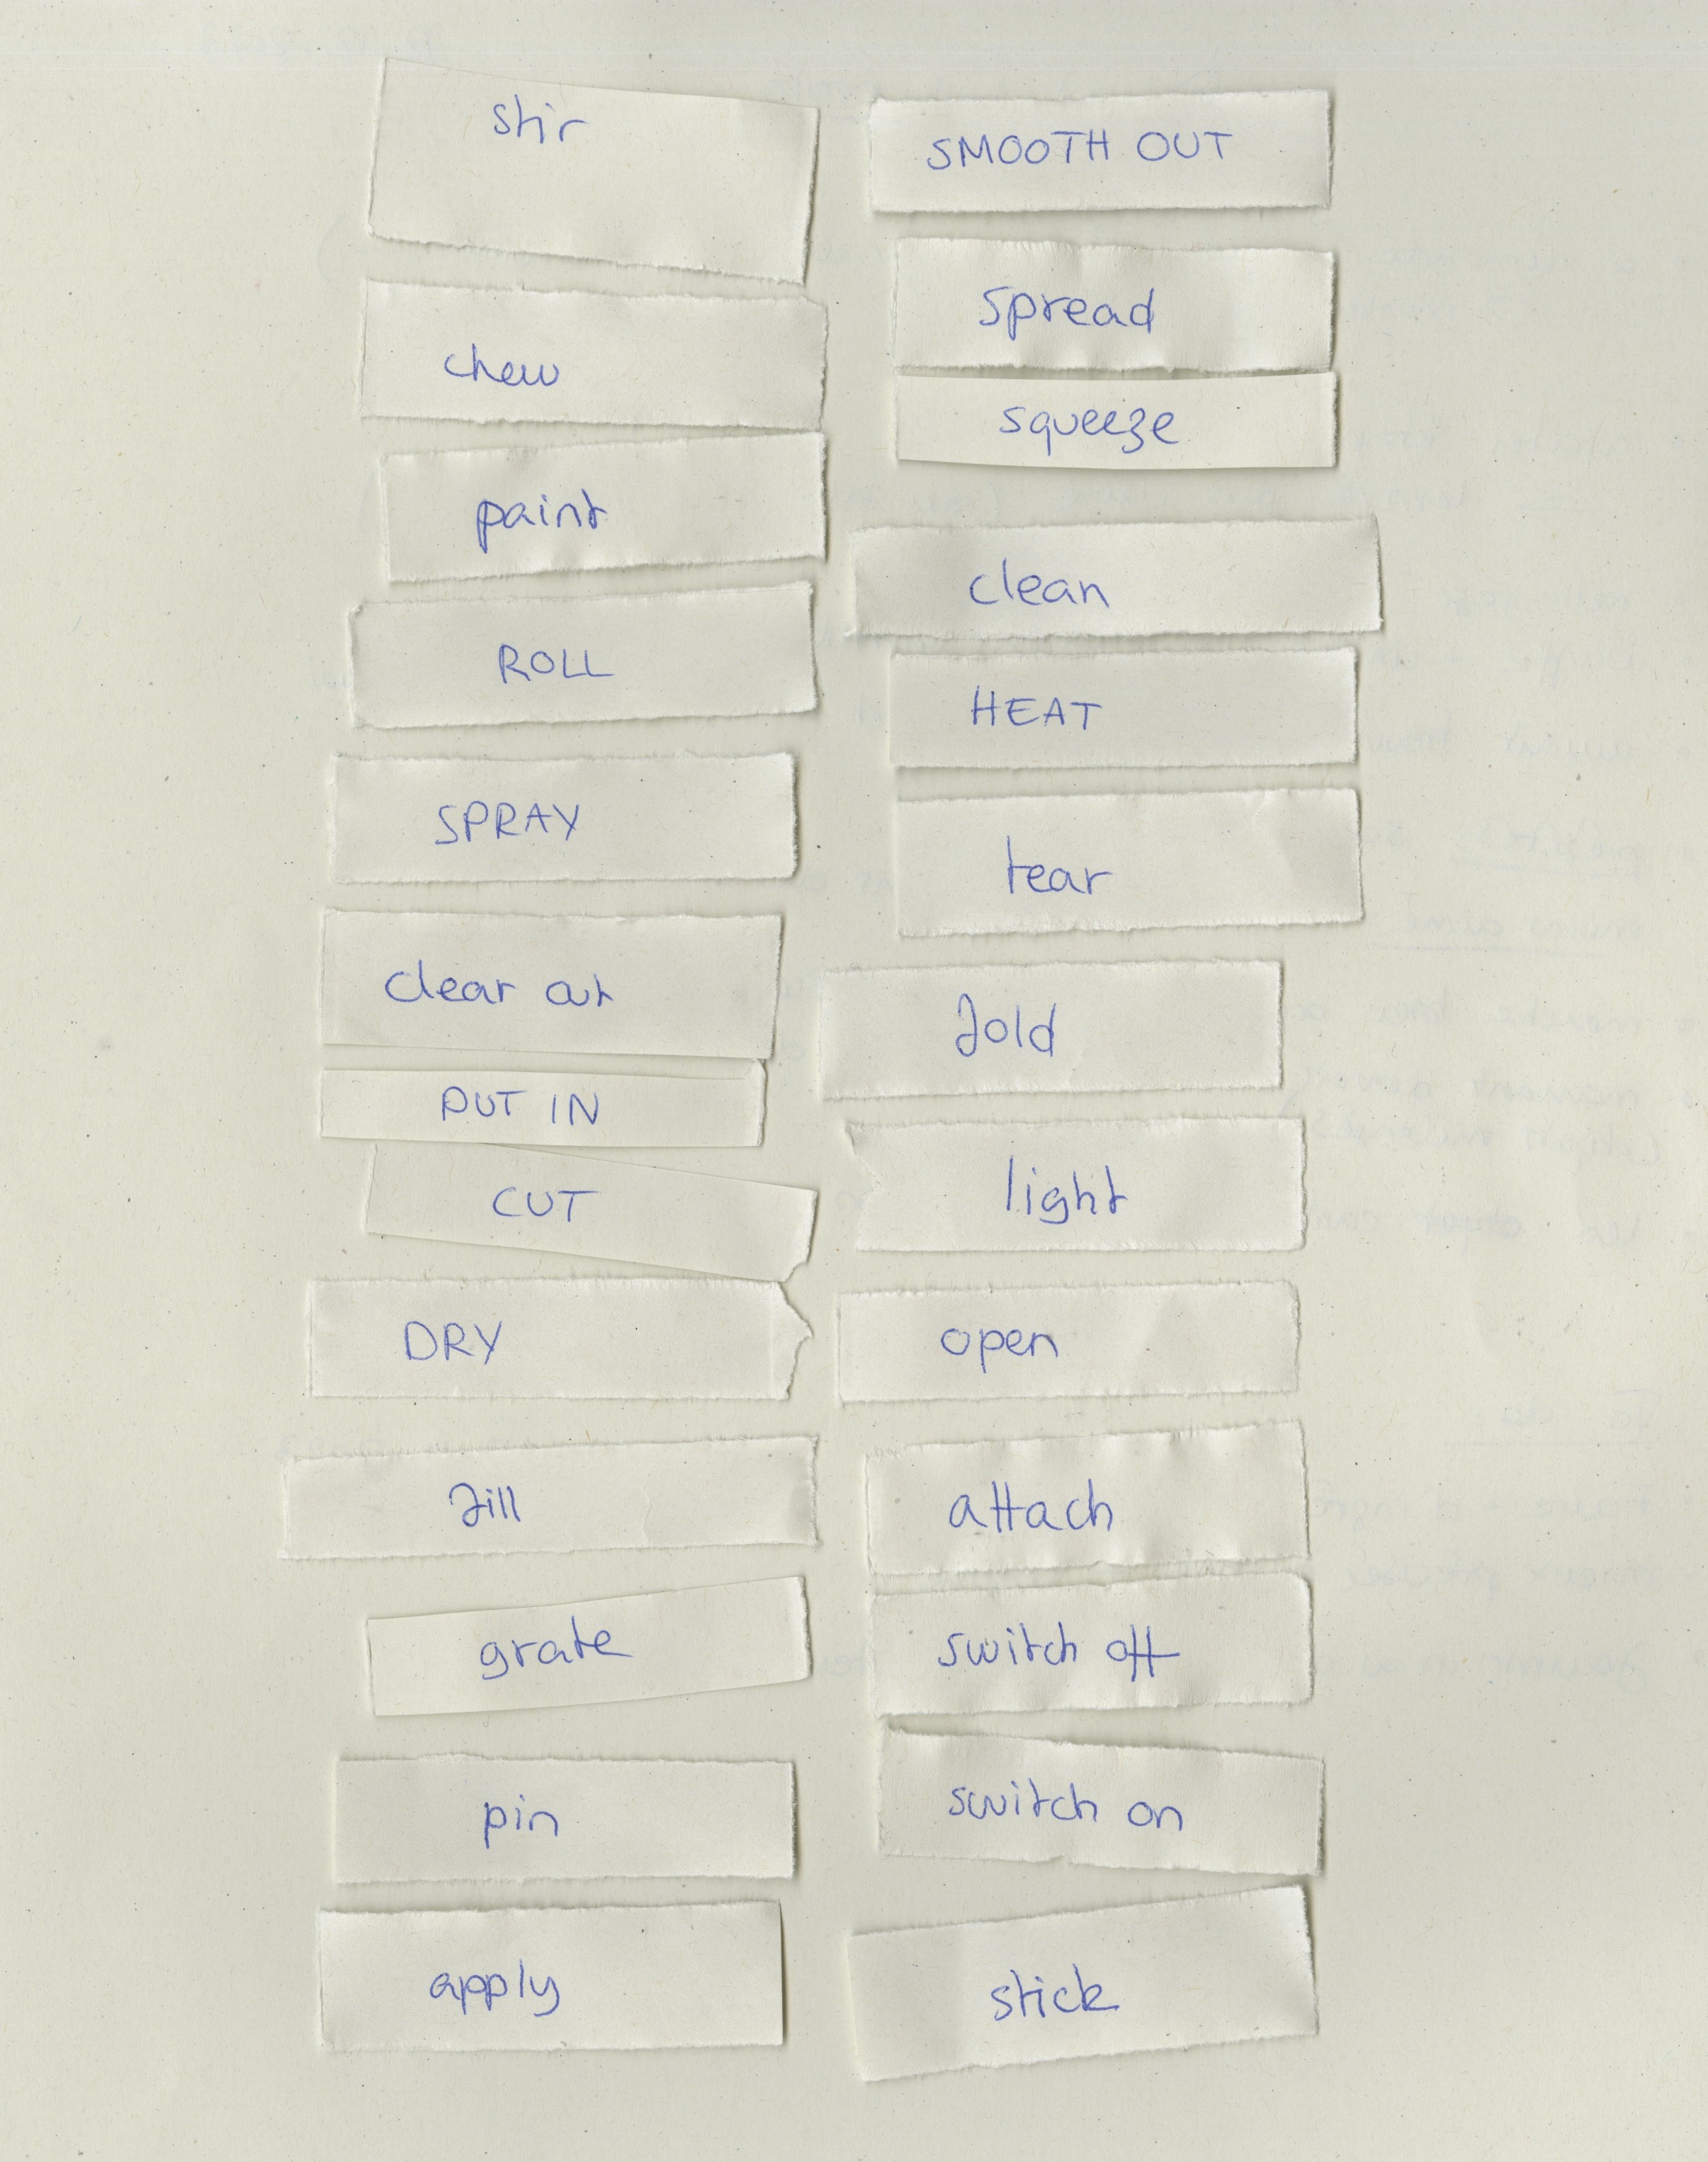 stir
chew
paint
ROLL
SPRAY
clear out
PUT IN
CUT
DRY
fill
grate
pin
apply
SMOOTH OUT
spread
squeeze
clean
HEAT
tear
fold
light
open
attach
switch off
switch on
stick